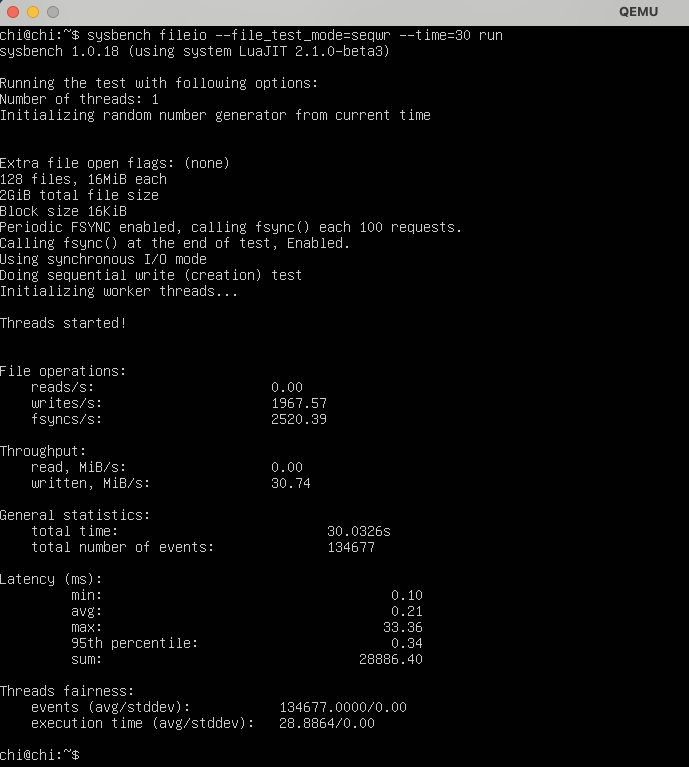 QEMU
chi@chi:~$ sysbench fileio --file_test_mode=seqwr --time=30 run
sysbench 1.0.18 (using system LuaJIT 2.1.0-beta3)
Running the test with following options:
Number of threads: 1
Initializing random number generator from current time
Extra file open flags: (none)
128 files, 16MiB each
2GiB total file size
Block size 16KiB
Periodic FSYNC enabled, calling fsync() each 100 requests.
Calling fsync() at the end of test, Enabled.
Using synchronous I/O mode
Doing sequential write (creation) test
Initializing worker threads...
Threads started!
File operations:
reads/s: 0.00
writes/s: 1967.57
fsyncs/s: 2520.39
Throughput:
read, MiB/s: 0.00
written, MiB/s: 30.74
General statistics:
total time: 30.0326s
total number of events: 134677
Latency (ms):
min: 0.10
avg: 0.21
max: 33.36
95th percentile: 0.34
sum: 28886.40
Threads fairness:
events (avg/stddev): 134677.0000/0.00
execution time (avg/stddev): 28.8864/0.00
chi@chi:~$